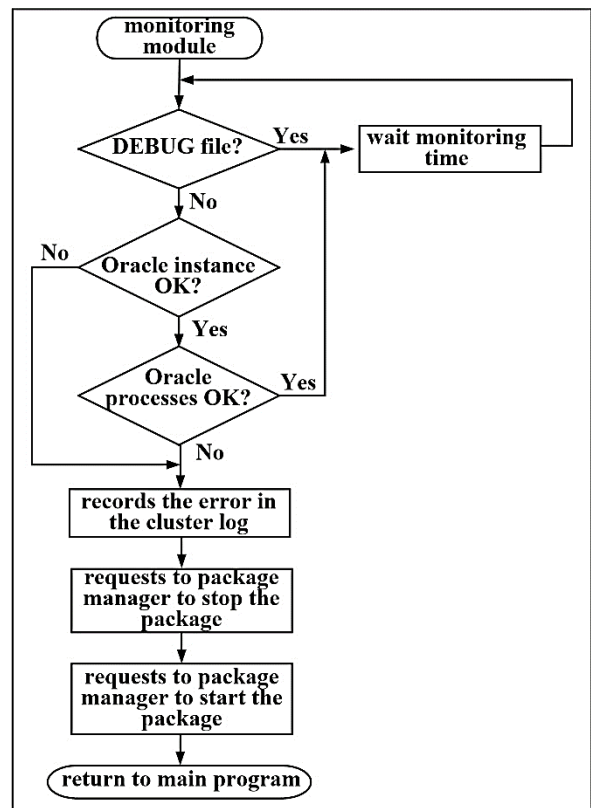 monitoring
module
DEBUG file?
Yes
wait monitoring
time
No
No
Oracle instance
OK?
Yes
Oracle
processes OK?
Yes
No
records the error in
the cluster log
requests to package
manager to stop the
package
requests to package
manager to start the
package
return to main program